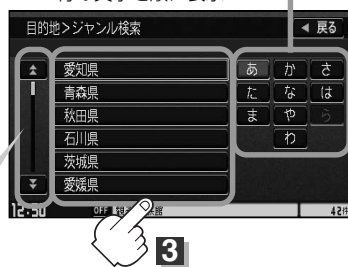 目的地>ジャンル検索
◀ 戻る
愛知県
青森県
秋田県
石川県
茨城県
愛媛県
あ か さ
た な は
ま や ら
わ
12:50
OFF
42件
3